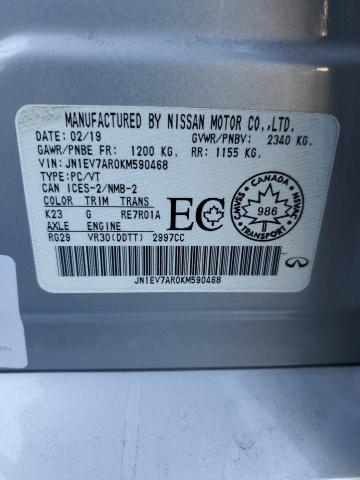 MANUFACTURED BY NISSAN MOTOR CO.,LTD.
DATE: 02/19 GVWR/PNBV: 2340 KG.
GAWR/PNBE FR: 1200 KG. RR: 1155 KG.
VIN: JN1EV7AR0KM590468
TYPE: PC/VT
CAN ICES-2/NMB-2
COLOR TRIM TRANS
K23 G RE7R01A
AXLE ENGINE
RG29 VR30(DDTT) 2997CC
EC
CANADA
CMVSS NSVAC
986
JN1EV7AR0KM590468